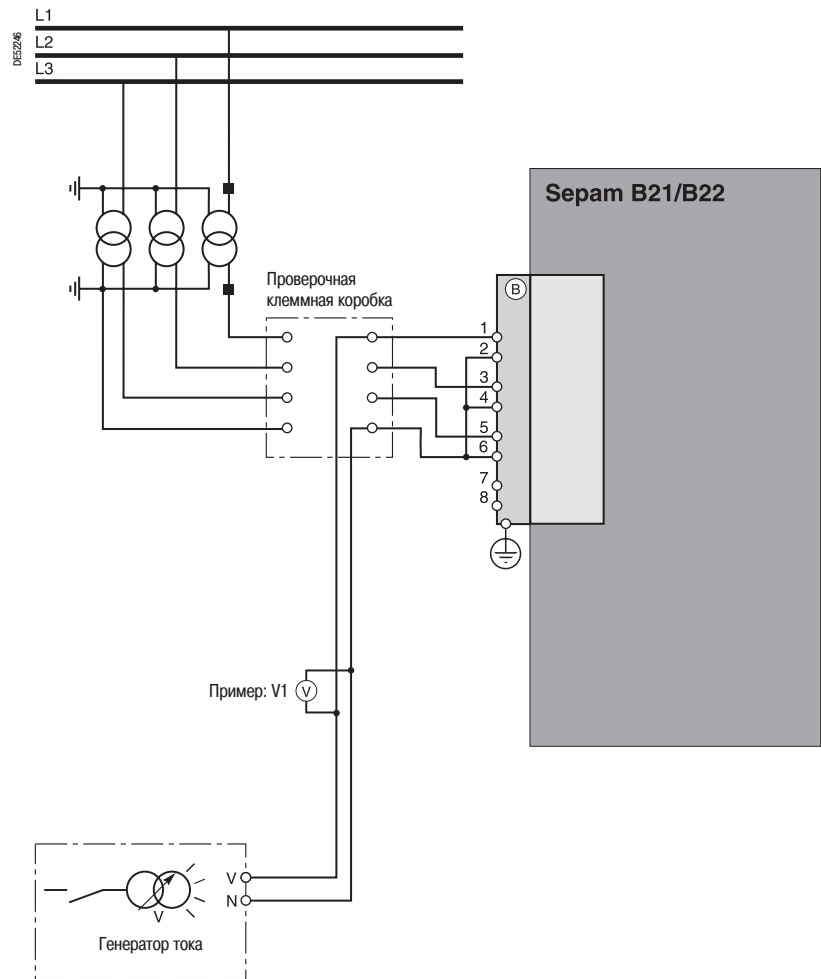 L1
DE52246
L2
L3
Sepam B21/B22
Проверочная
клеммная коробка
B
1
2
3
4
5
6
7
8
Пример: V1
V
V
N
V
Генератор тока